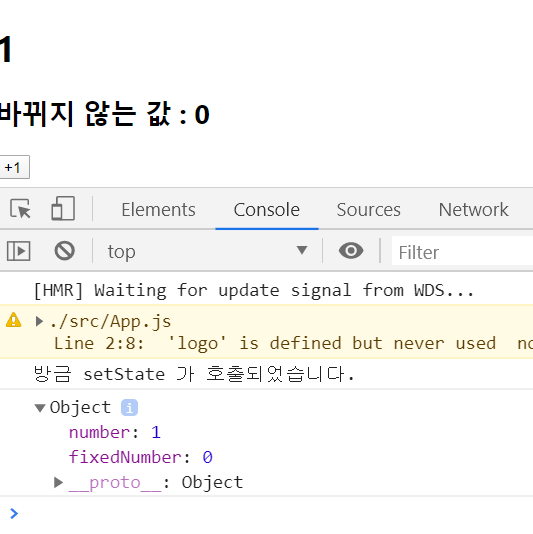 1
바뀌지 않는 값 : 0
+1
Elements Console Sources Network
top Filter
[HMR] Waiting for update signal from WDS...
./src/App.js
Line 2:8: 'logo' is defined but never used
방금 setState 가 호출되었습니다.
Object i
number: 1
fixedNumber: 0
__proto__: Object